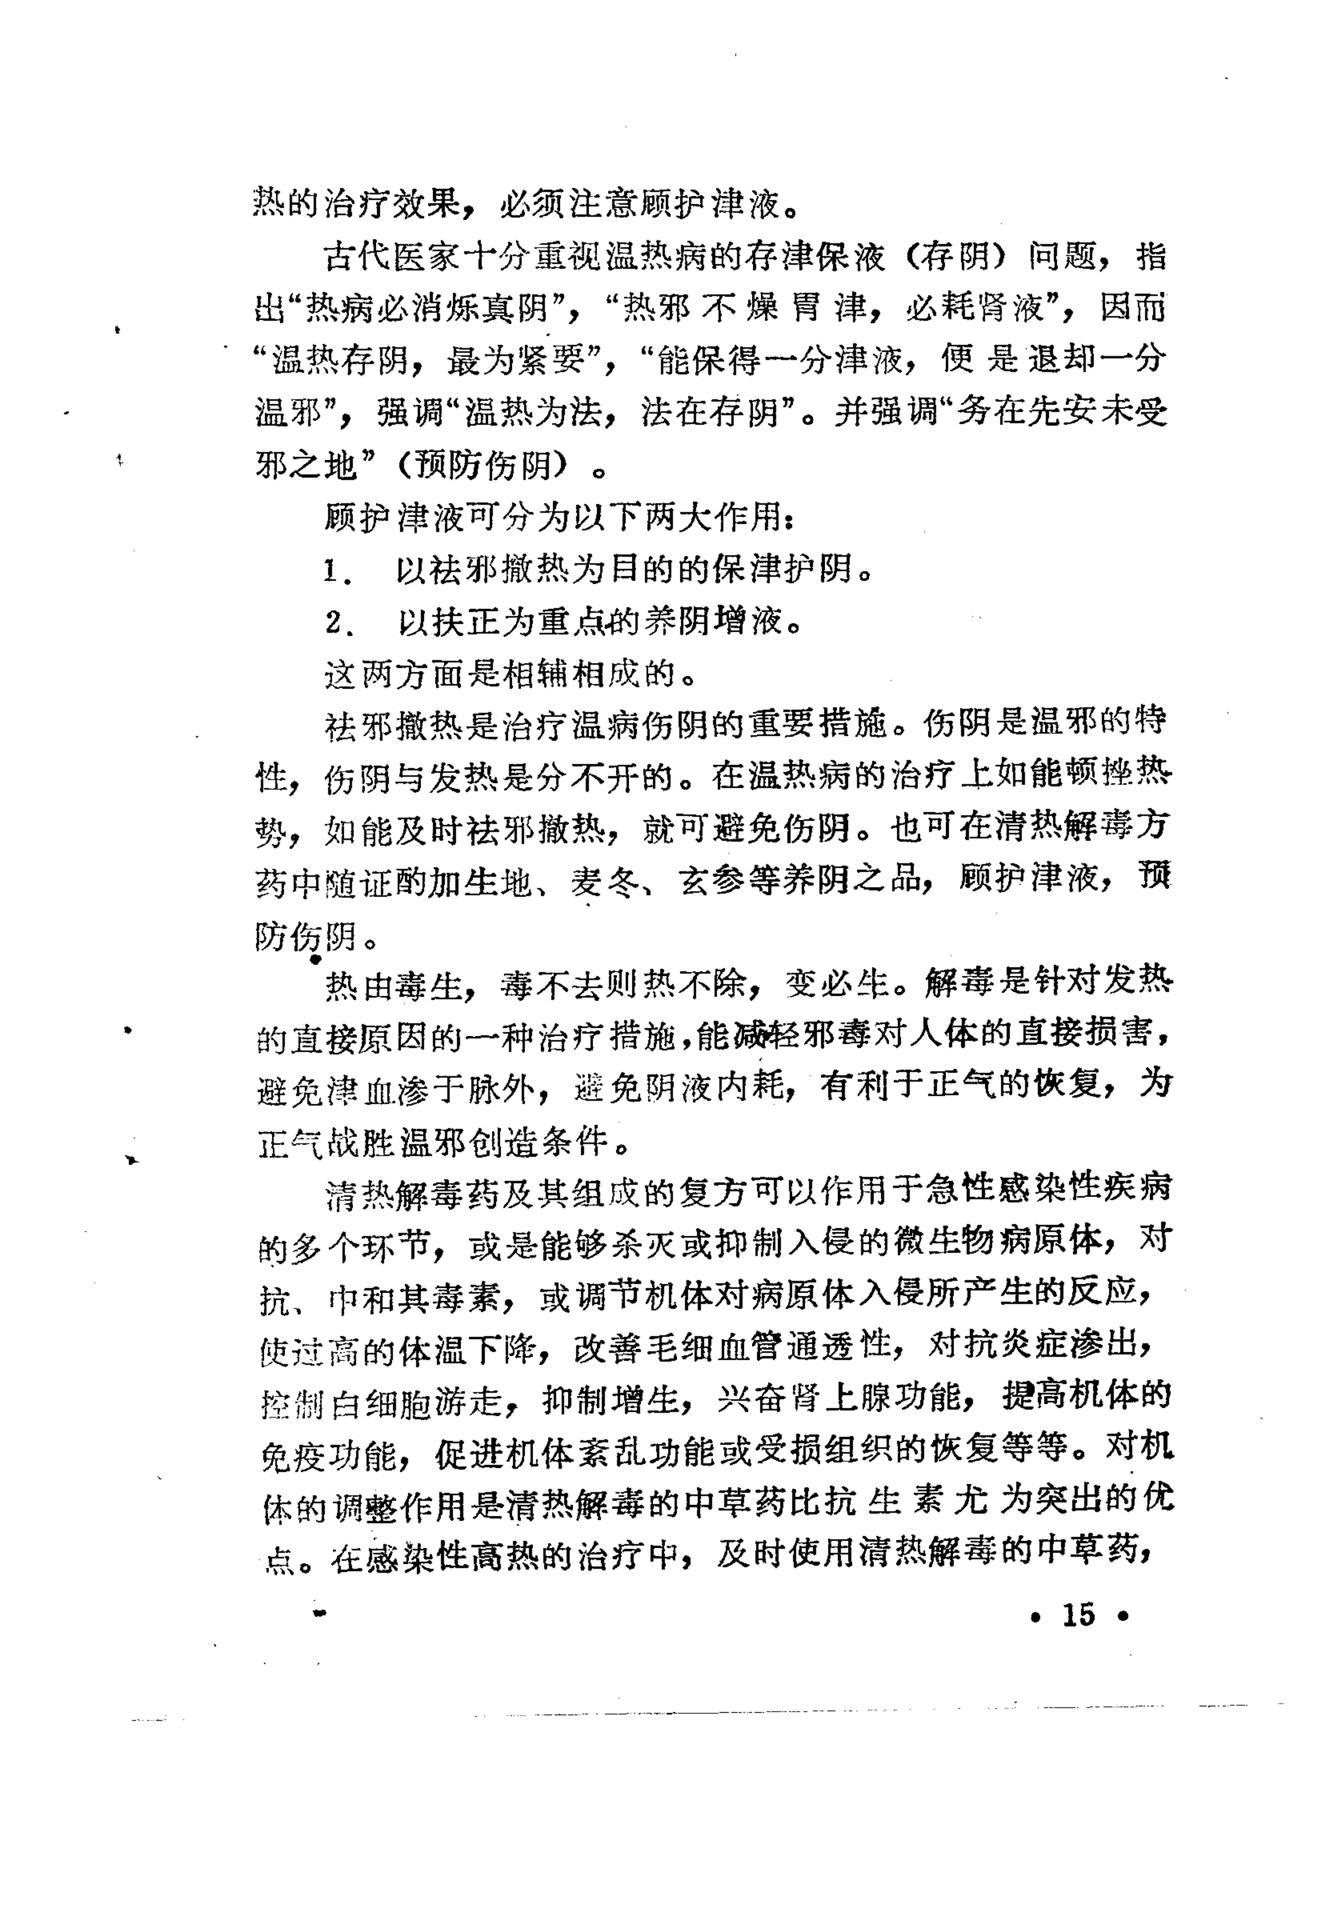 热的治疗效果，必须注意顾护津液。
古代医家十分重视温热病的存津保液（存阴）问题，指
出“热病必消烁真阴”，“热邪不燥胃津，必耗肾液”，因而
“温热存阴，最为紧要”，“能保得一分津液，便是退却一分
温邪”，强调“温热为法，法在存阴”。并强调“务在先安未受
邪之地”（预防伤阴）。
顾护津液可分为以下两大作用：
1．以祛邪撤热为目的的保津护阴。
2．以扶正为重点的养阴增液。
这两方面是相辅相成的。
祛邪撤热是治疗温病伤阴的重要措施。伤阴是温邪的特
性，伤阴与发热是分不开的。在温热病的治疗上如能顿挫热
势，如能及时祛邪撤热，就可避免伤阴。也可在清热解毒方
药中随证酌加生地、麦冬、玄参等养阴之品，顾护津液，预
防伤阴。
热由毒生，毒不去则热不除，变必生。解毒是针对发热
的直接原因的一种治疗措施，能减轻邪毒对人体的直接损害，
避免津血渗于脉外，避免阴液内耗，有利于正气的恢复，为
正气战胜温邪创造条件。
清热解毒药及其组成的复方可以作用于急性感染性疾病
的多个环节，或是能够杀灭或抑制入侵的微生物病原体，对
抗、中和其毒素，或调节机体对病原体入侵所产生的反应，
使过高的体温下降，改善毛细血管通透性，对抗炎症渗出，
控制白细胞游走，抑制增生，兴奋肾上腺功能，提高机体的
免疫功能，促进机体紊乱功能或受损组织的恢复等等。对机
体的调整作用是清热解毒的中草药比抗生素尤为突出的优
点。在感染性高热的治疗中，及时使用清热解毒的中草药，
• 15 •